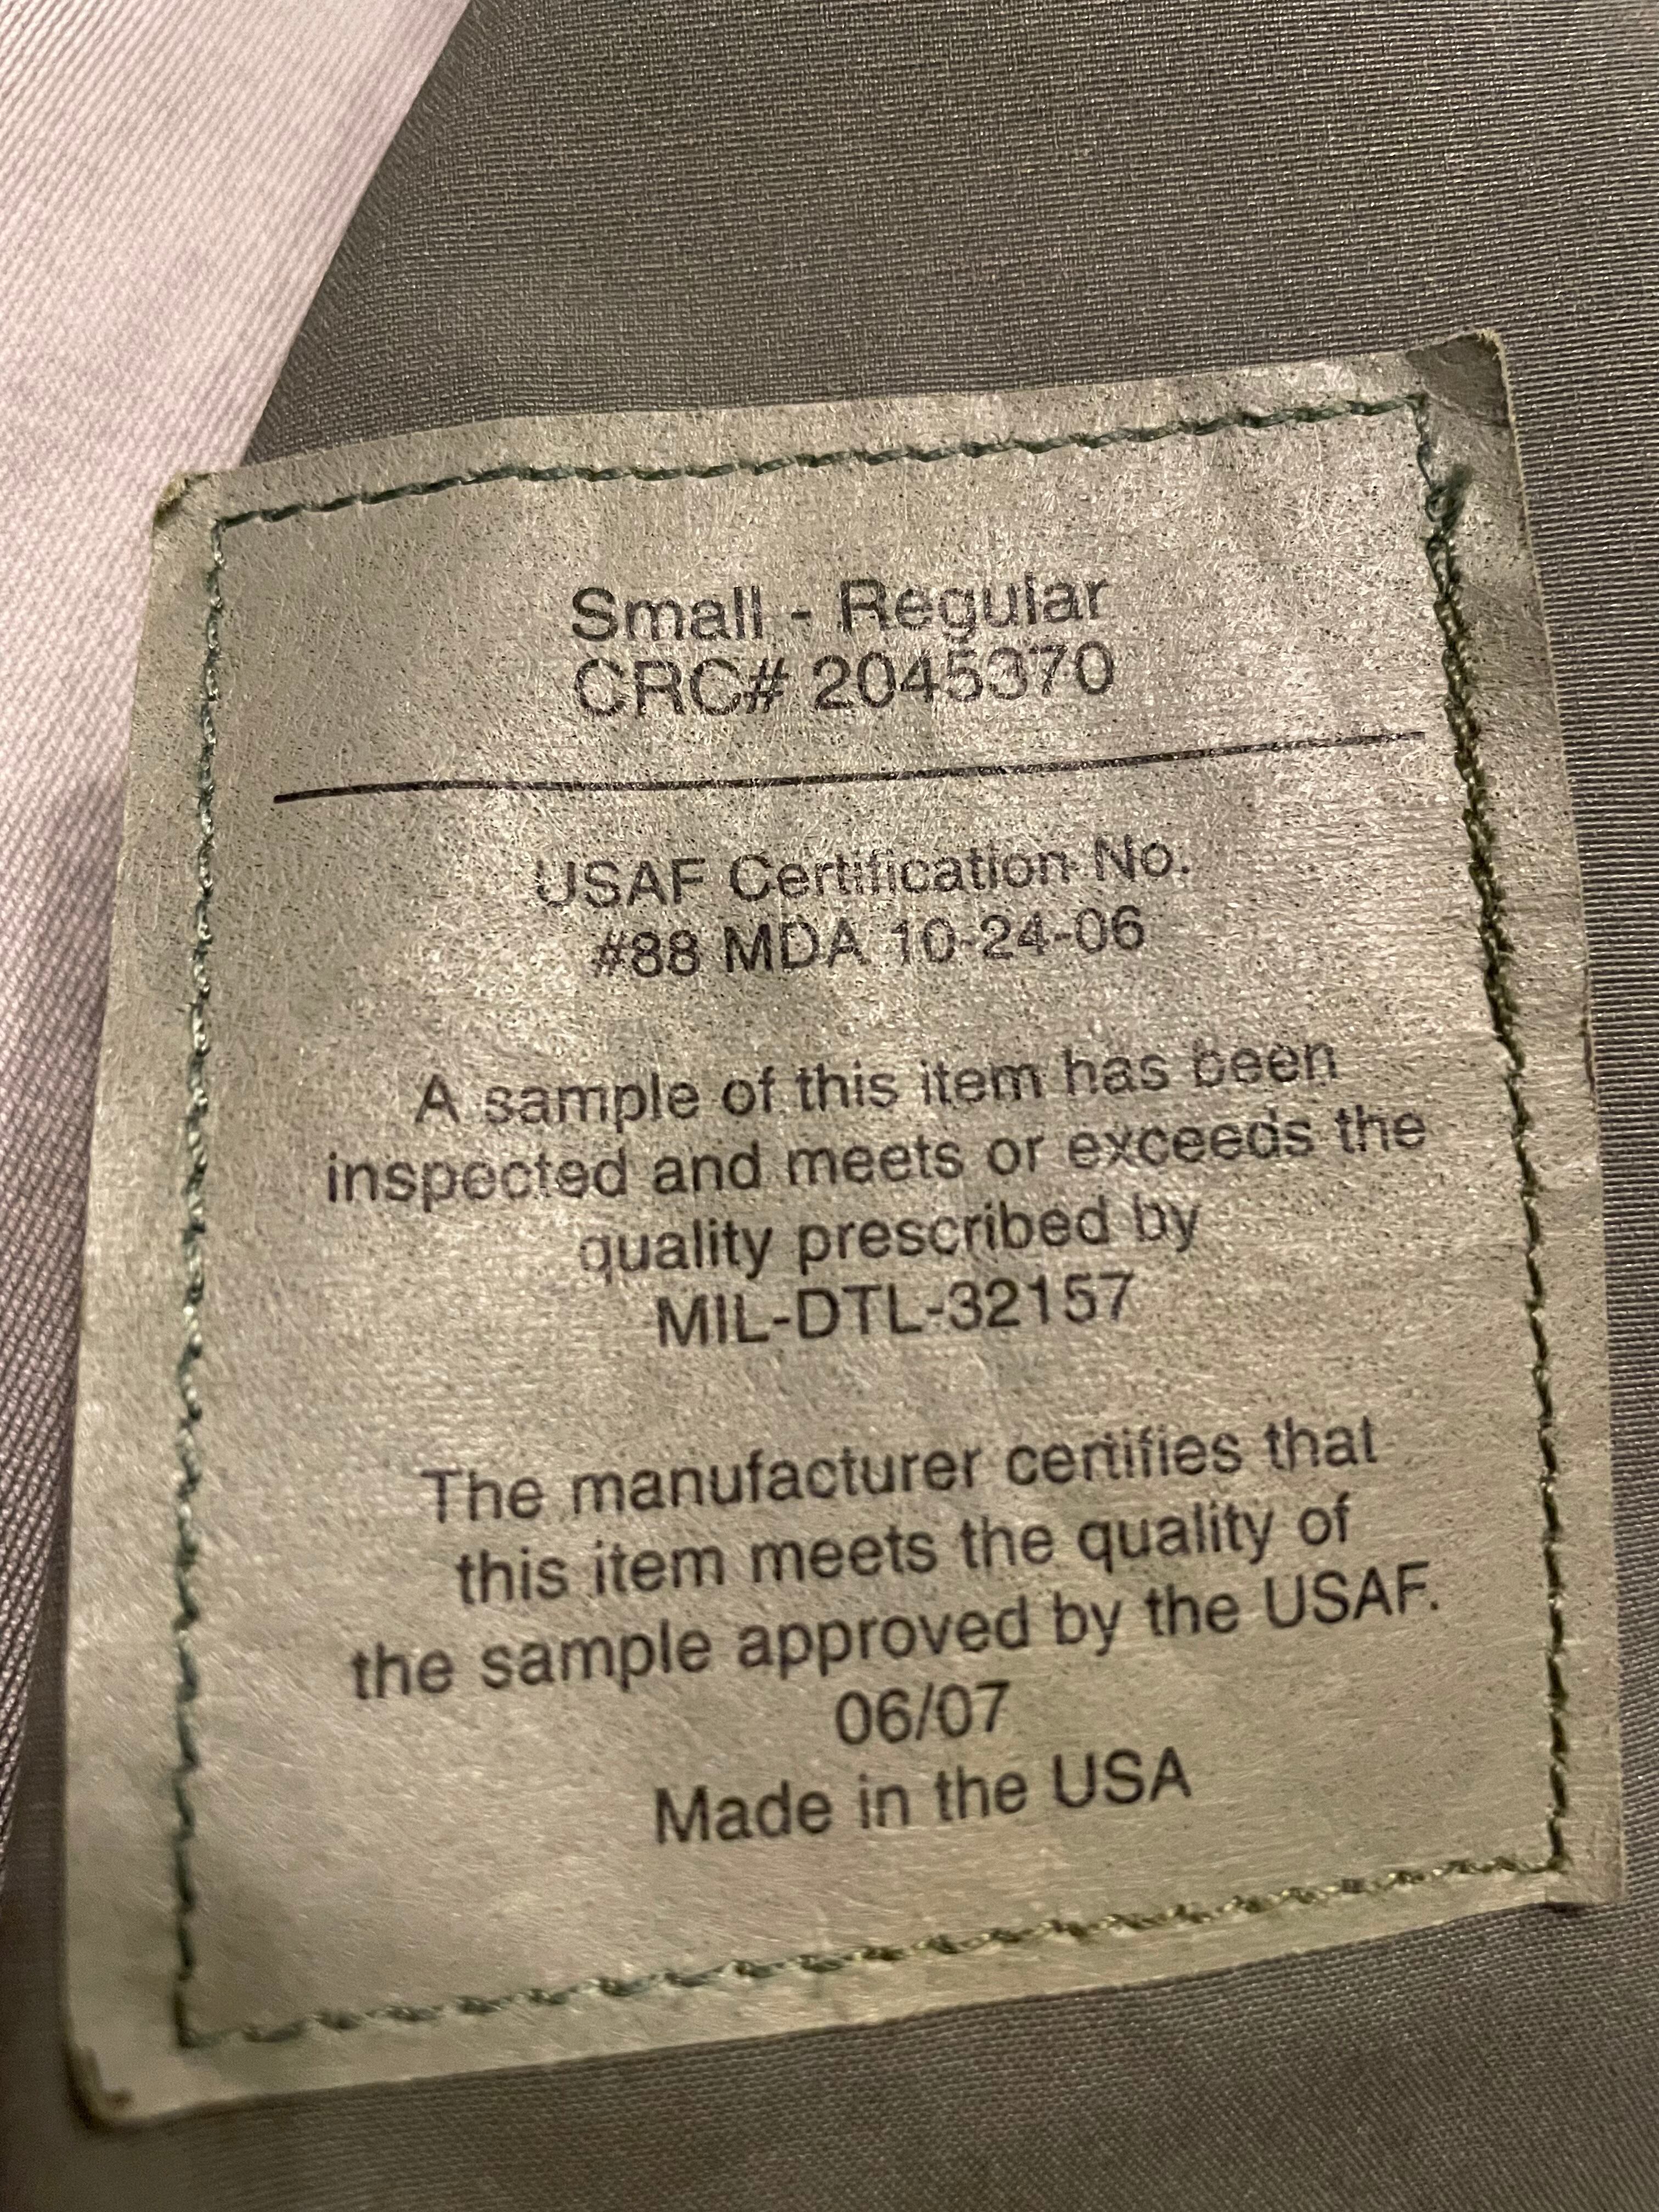 Small - Regular
CRC# 2045370
USAF Certification No.
#88 MDA 10-24-06
A sample of this item has been
inspected and meets or exceeds the
quality prescribed by
MIL-DTL-32157
The manufacturer certifies that
this item meets the quality of
the sample approved by the USAF.
06/07
Made in the USA